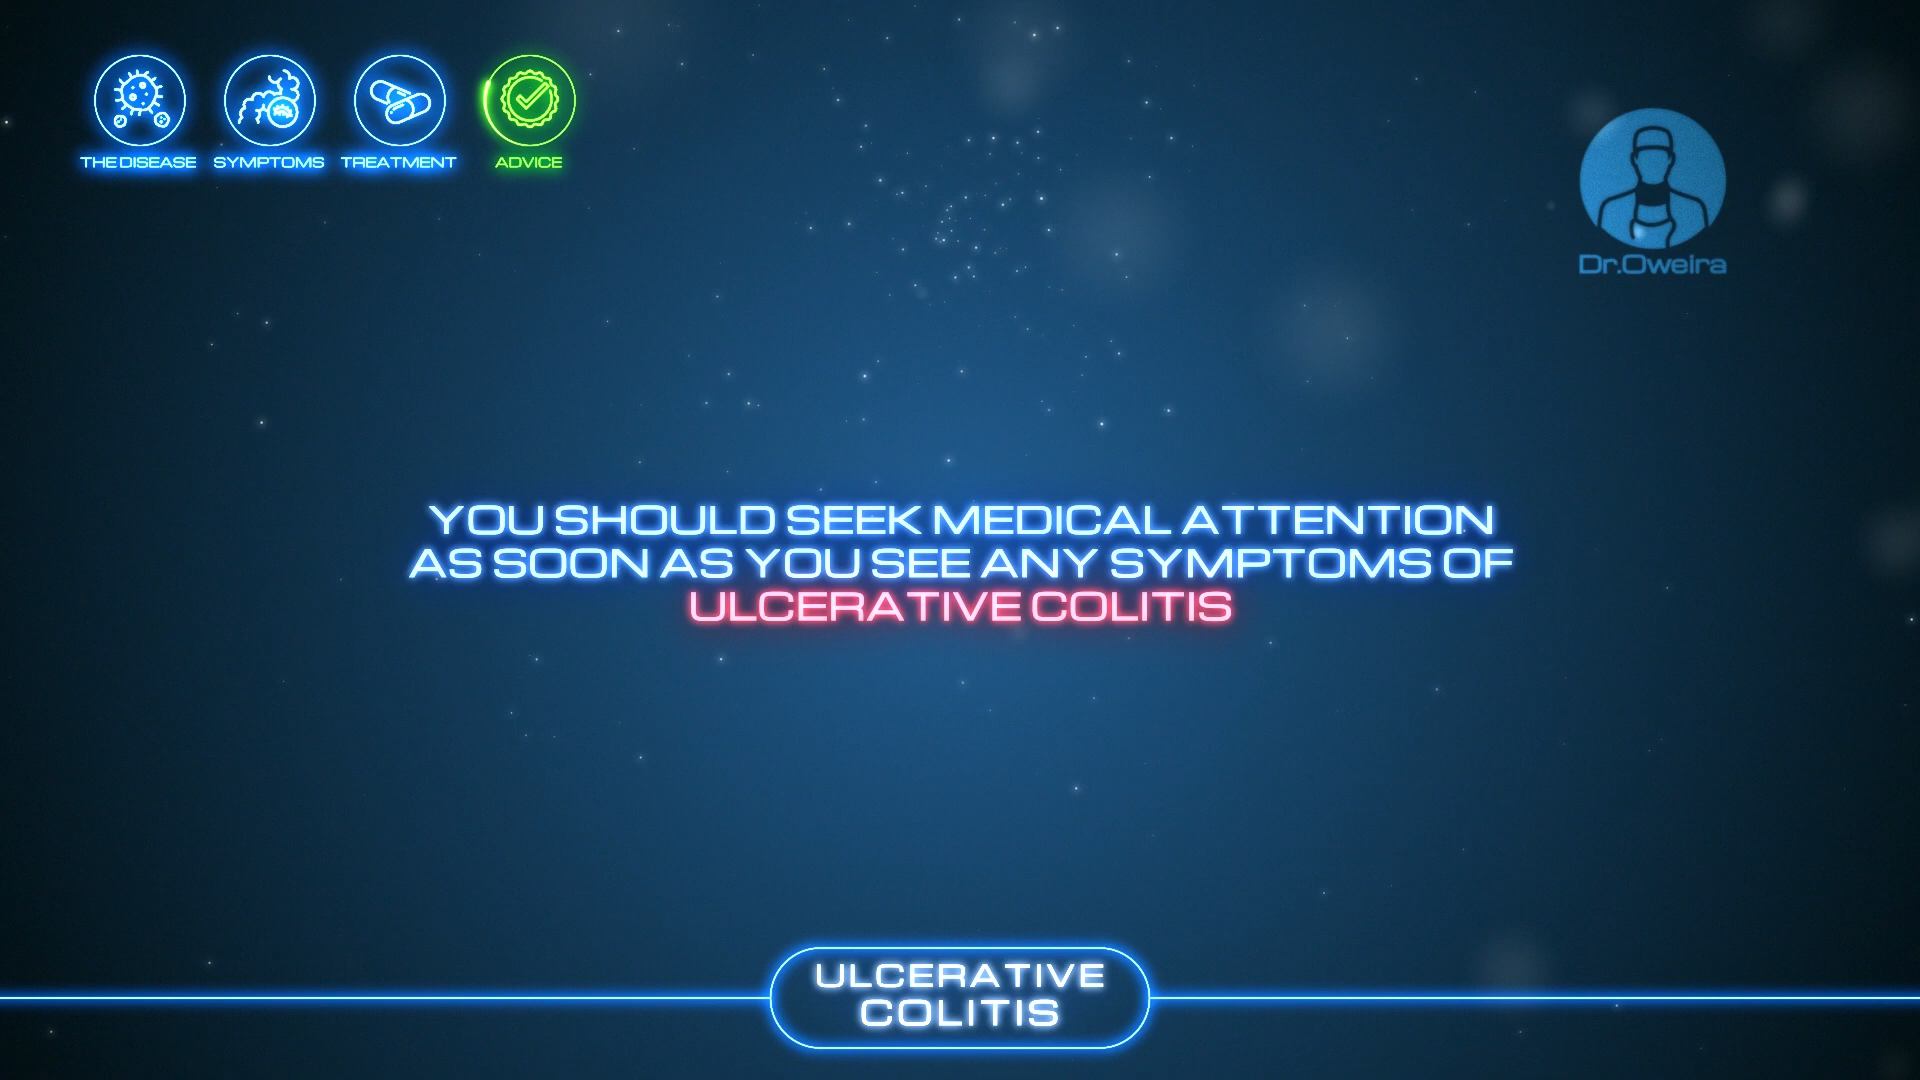 THE DISEASE
SYMPTOMS
TREATMENT
ADVICE
Dr.Oweira
YOU SHOULD SEEK MEDICAL ATTENTION
AS SOON AS YOU SEE ANY SYMPTOMS OF
ULCERATIVE COLITIS
ULCERATIVE
COLITIS